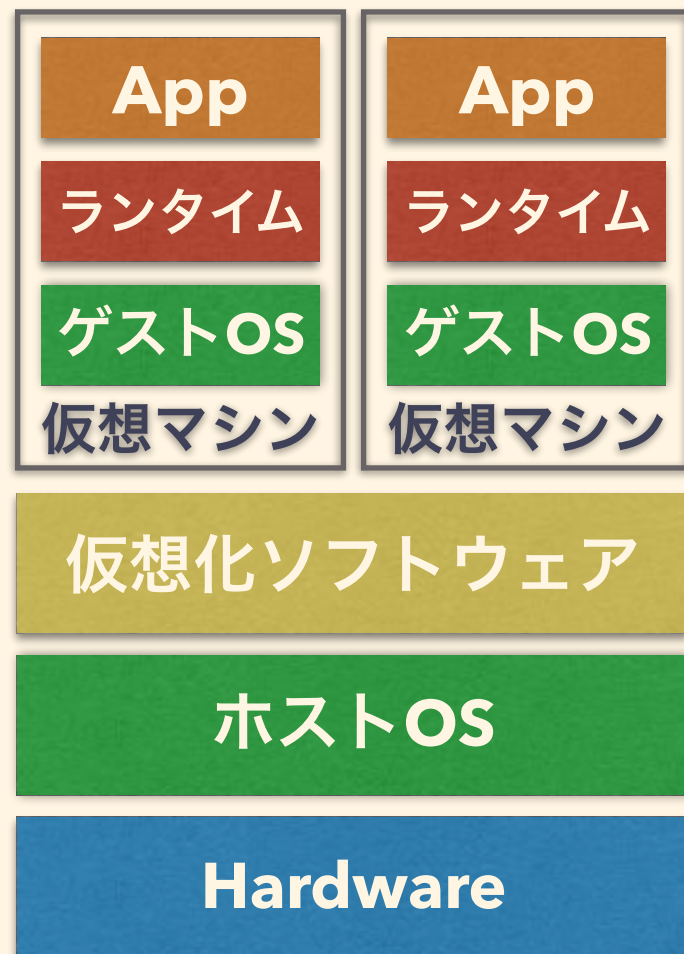 App
ランタイム
ゲストOS
仮想マシン
App
ランタイム
ゲストOS
仮想マシン
仮想化ソフトウェア
ホストOS
Hardware